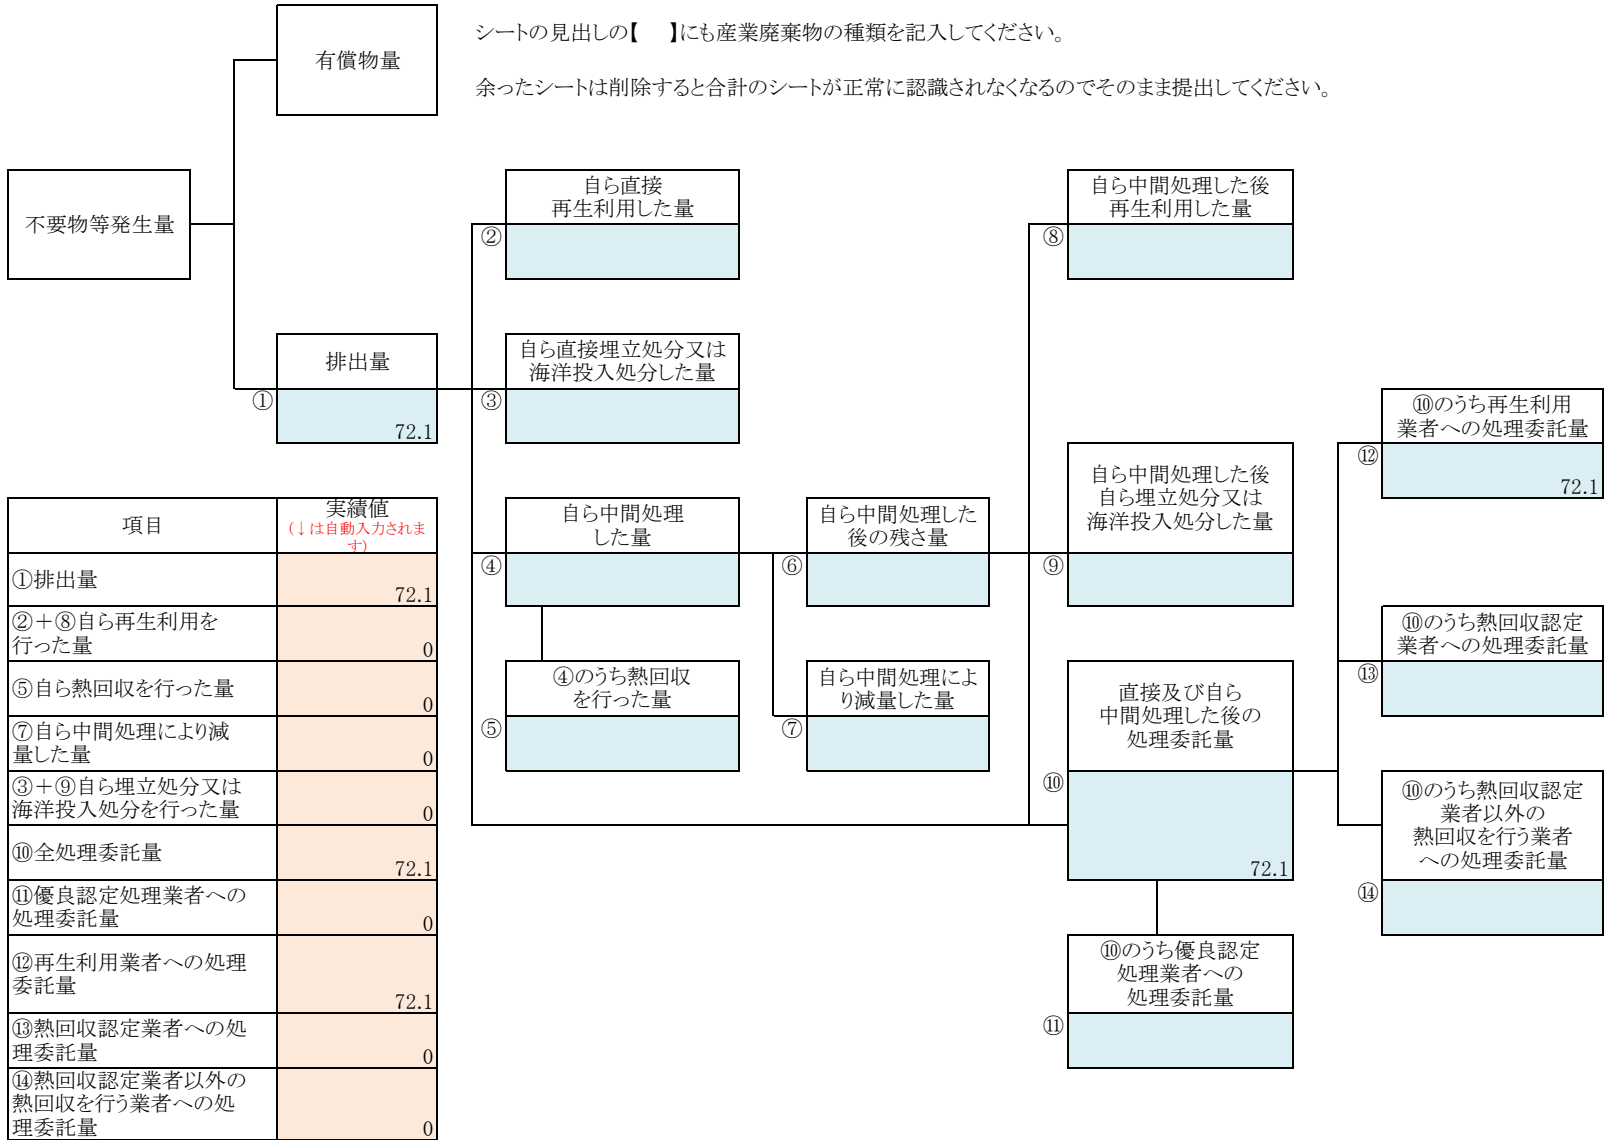 シートの見出しの【　】にも産業廃棄物の種類を記入してください。
余ったシートは削除すると合計のシートが正常に認識されなくなるのでそのまま提出してください。
有償物量
不要物等発生量
排出量
①
72.1
自ら直接
再生利用した量
②
自ら直接埋立処分又は
海洋投入処分した量
③
自ら中間処理
した量
④
④のうち熱回収
を行った量
⑤
自ら中間処理した
後の残さ量
⑥
自ら中間処理によ
り減量した量
⑦
自ら中間処理した後
再生利用した量
⑧
自ら中間処理した後
自ら埋立処分又は
海洋投入処分した量
⑨
直接及び自ら
中間処理した後の
処理委託量
⑩
72.1
⑩のうち優良認定
処理業者への
処理委託量
⑪
⑩のうち再生利用
業者への処理委託量
⑫
72.1
⑩のうち熱回収認定
業者への処理委託量
⑬
⑩のうち熱回収認定
業者以外の
熱回収を行う業者
への処理委託量
⑭
項目
実績値
(↓は自動入力されま
す)
①排出量
72.1
②＋⑧自ら再生利用を
行った量
0
⑤自ら熱回収を行った量
0
⑦自ら中間処理により減
量した量
0
③＋⑨自ら埋立処分又は
海洋投入処分を行った量
0
⑩全処理委託量
72.1
⑪優良認定処理業者への
処理委託量
0
⑫再生利用業者への処理
委託量
72.1
⑬熱回収認定業者への処
理委託量
0
⑭熱回収認定業者以外の
熱回収を行う業者への処
理委託量
0